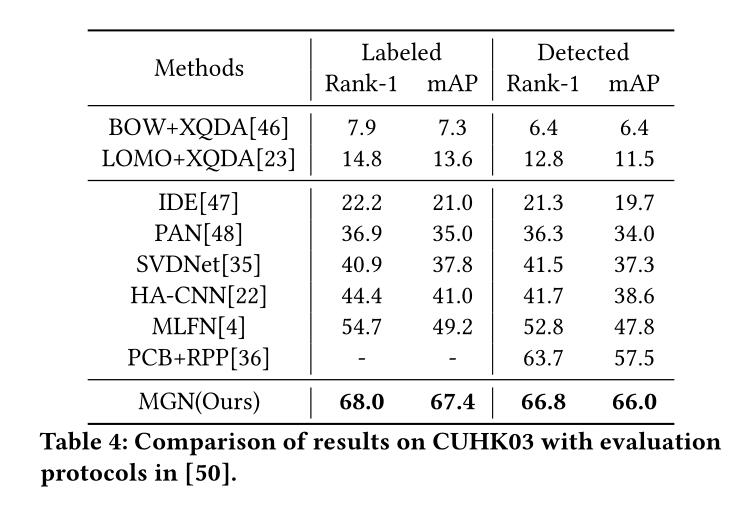 Methods Labeled Detected
Rank-1 mAP Rank-1 mAP
BOW+XQDA[46] 7.9 7.3 6.4 6.4
LOMO+XQDA[23] 14.8 13.6 12.8 11.5
IDE[47] 22.2 21.0 21.3 19.7
PAN[48] 36.9 35.0 36.3 34.0
SVDNet[35] 40.9 37.8 41.5 37.3
HA-CNN[22] 44.4 41.0 41.7 38.6
MLFN[4] 54.7 49.2 52.8 47.8
PCB+RPP[36] - - 63.7 57.5
MGN(Ours) 68.0 67.4 66.8 66.0
Table 4: Comparison of results on CUHK03 with evaluation
protocols in [50].